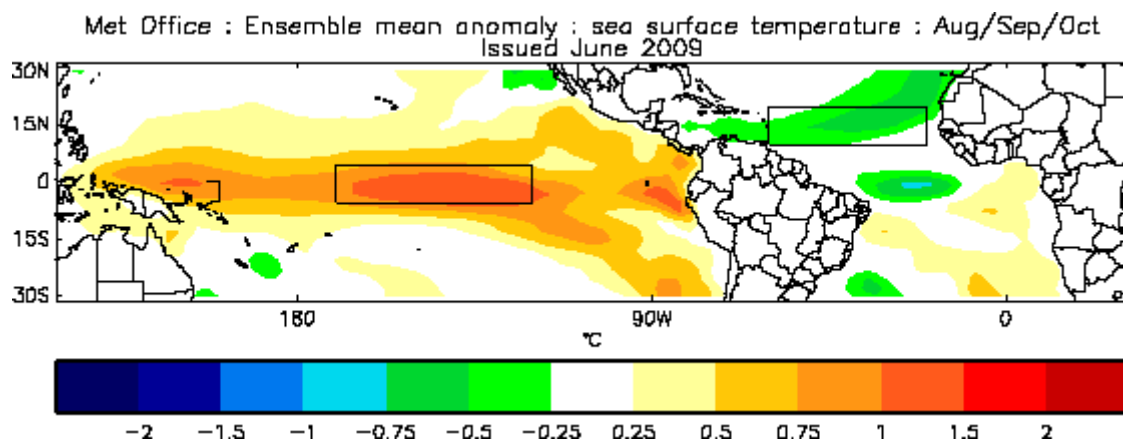 Met Office : Ensemble mean anomaly : sea surface temperature : Aug/Sep/Oct
Issued June 2009
30N
15N
0
15S
30S
180 90W 0
°C
-2 -1.5 -1 -0.75 -0.5 -0.25 0.25 0.5 0.75 1 1.5 2